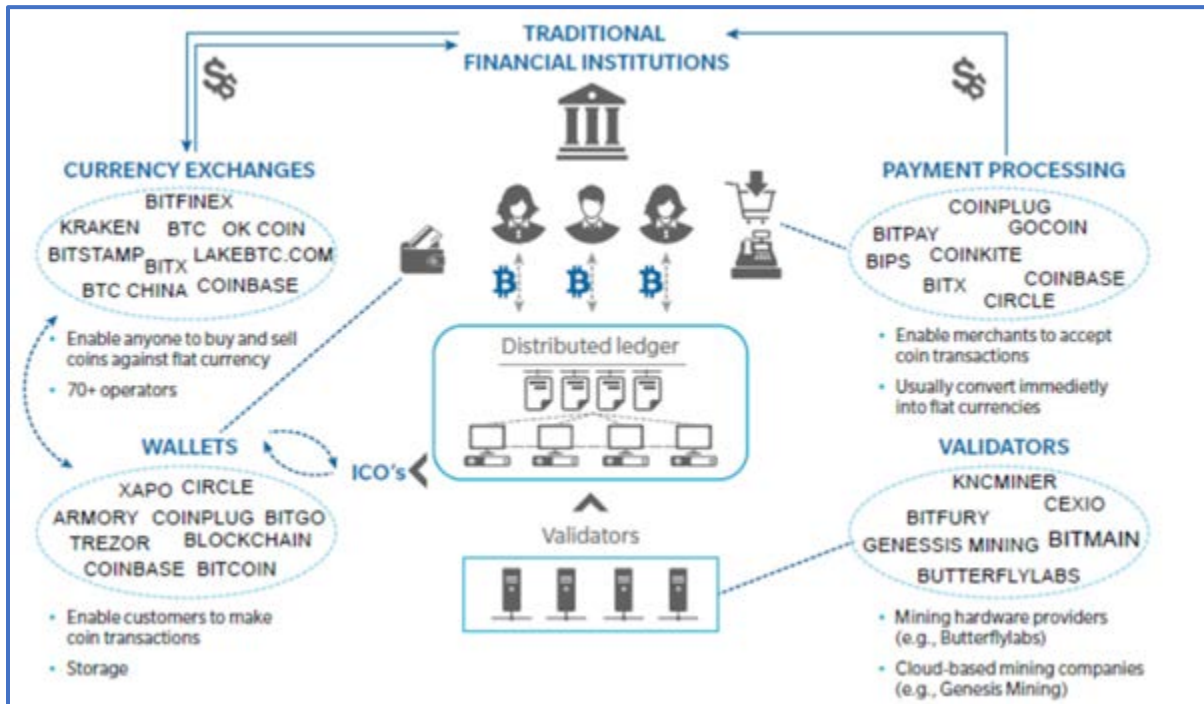 TRADITIONAL
FINANCIAL INSTITUTIONS
CURRENCY EXCHANGES
BITFINEX
KRAKEN BTC OK COIN
BITSTAMP LAKEBTC.COM
BITX
BTC CHINA COINBASE
• Enable anyone to buy and sell
coins against flat currency
• 70+ operators
WALLETS
XAPO CIRCLE
ARMORY COINPLUG BITGO
TREZOR BLOCKCHAIN
COINBASE BITCOIN
• Enable customers to make
coin transactions
• Storage
ICO's
Distributed ledger
Validators
PAYMENT PROCESSING
COINPLUG
GOCOIN
BITPAY
BIPS COINKITE
COINBASE
BITX
CIRCLE
• Enable merchants to accept
coin transactions
• Usually convert immedietly
into flat currencies
VALIDATORS
KNCMINER
CEXIO
BITFURY
GENESSIS MINING BITMAIN
BUTTERFLYLABS
• Mining hardware providers
(e.g., Butterflylabs)
• Cloud-based mining companies
(e.g., Genesis Mining)